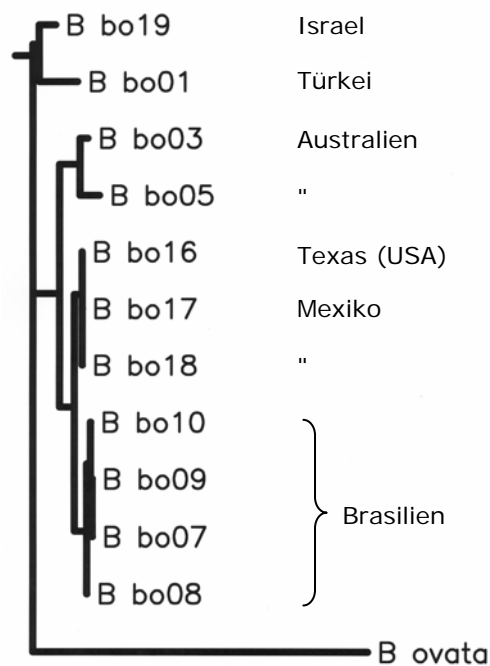 B bo19 Israel
B bo01 Türkei
B bo03 Australien
B bo05 "
B bo16 Texas (USA)
B bo17 Mexiko
B bo18 "
B bo10
B bo09
Brasilien
B bo07
B bo08
B ovata